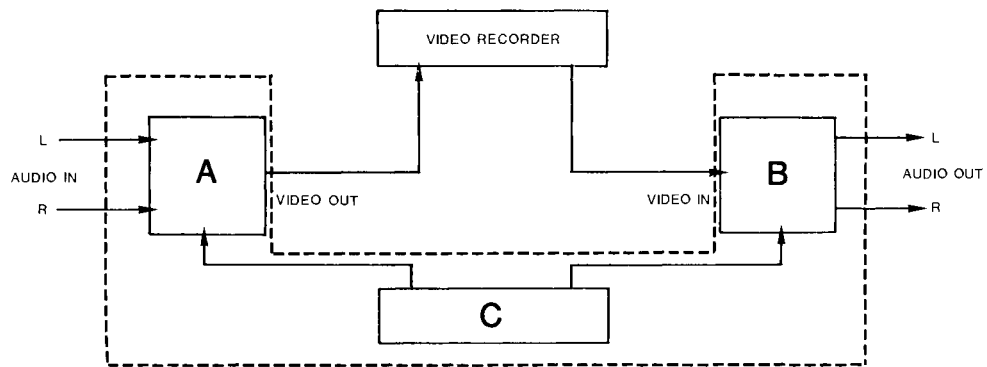 VIDEO RECORDER
L
AUDIO IN
R
A
VIDEO OUT
VIDEO IN
B
L
AUDIO OUT
R
C